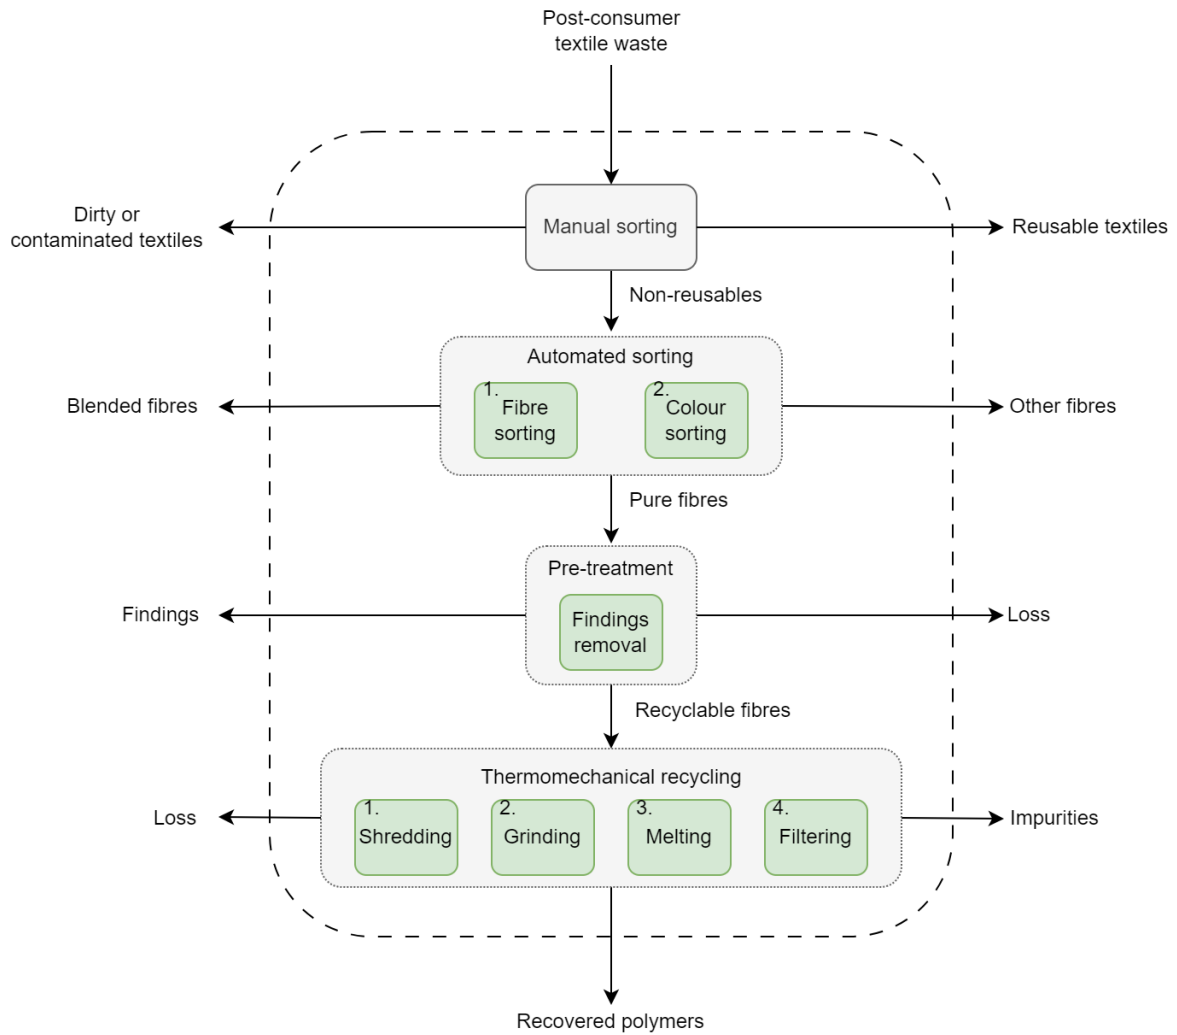 Post-consumer
textile waste
Dirty or
contaminated textiles
Manual sorting
Reusable textiles
Non-reusables
Automated sorting
Blended fibres
1.
Fibre
sorting
2.
Colour
sorting
Other fibres
Pure fibres
Pre-treatment
Findings
Findings
removal
Loss
Recyclable fibres
Thermomechanical recycling
Loss
1.
Shredding
2.
Grinding
3.
Melting
4.
Filtering
Impurities
Recovered polymers